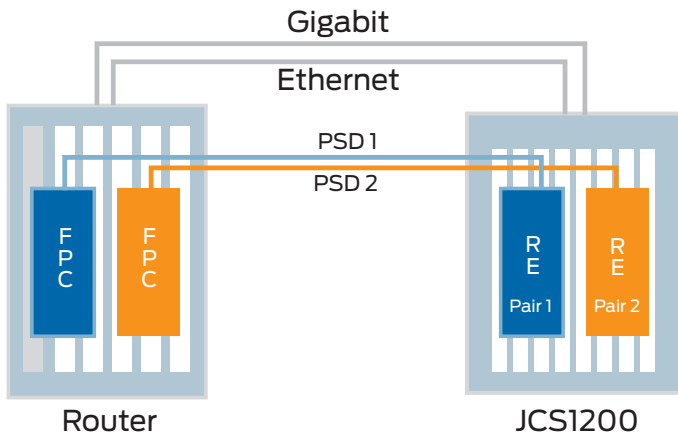 Gigabit
Ethernet
PSD 1
PSD 2
F
P
C
F
P
C
R
E
Pair 1
R
E
Pair 2
Router
JCS1200